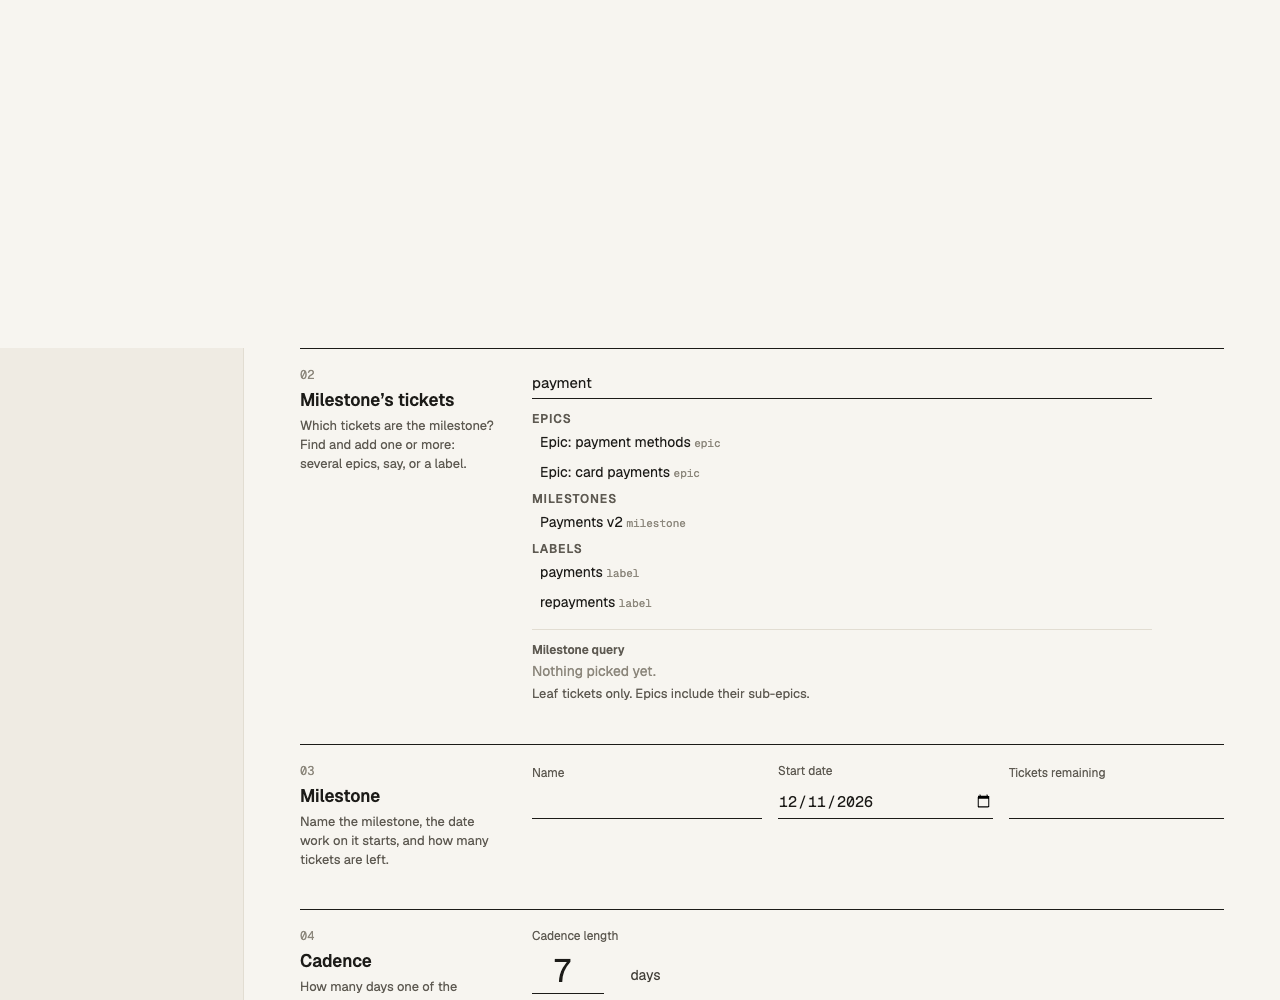 02
Milestone’s tickets
Which tickets are the milestone?
Find and add one or more:
several epics, say, or a label.
payment
EPICS
Epic: payment methods epic
Epic: card payments epic
MILESTONES
Payments v2 milestone
LABELS
payments label
repayments label
Milestone query
Nothing picked yet.
Leaf tickets only. Epics include their sub-epics.
03
Milestone
Name the milestone, the date
work on it starts, and how many
tickets are left.
Name
Start date
12/11/2026
Tickets remaining
04
Cadence
How many days one of the
Cadence length
7 days